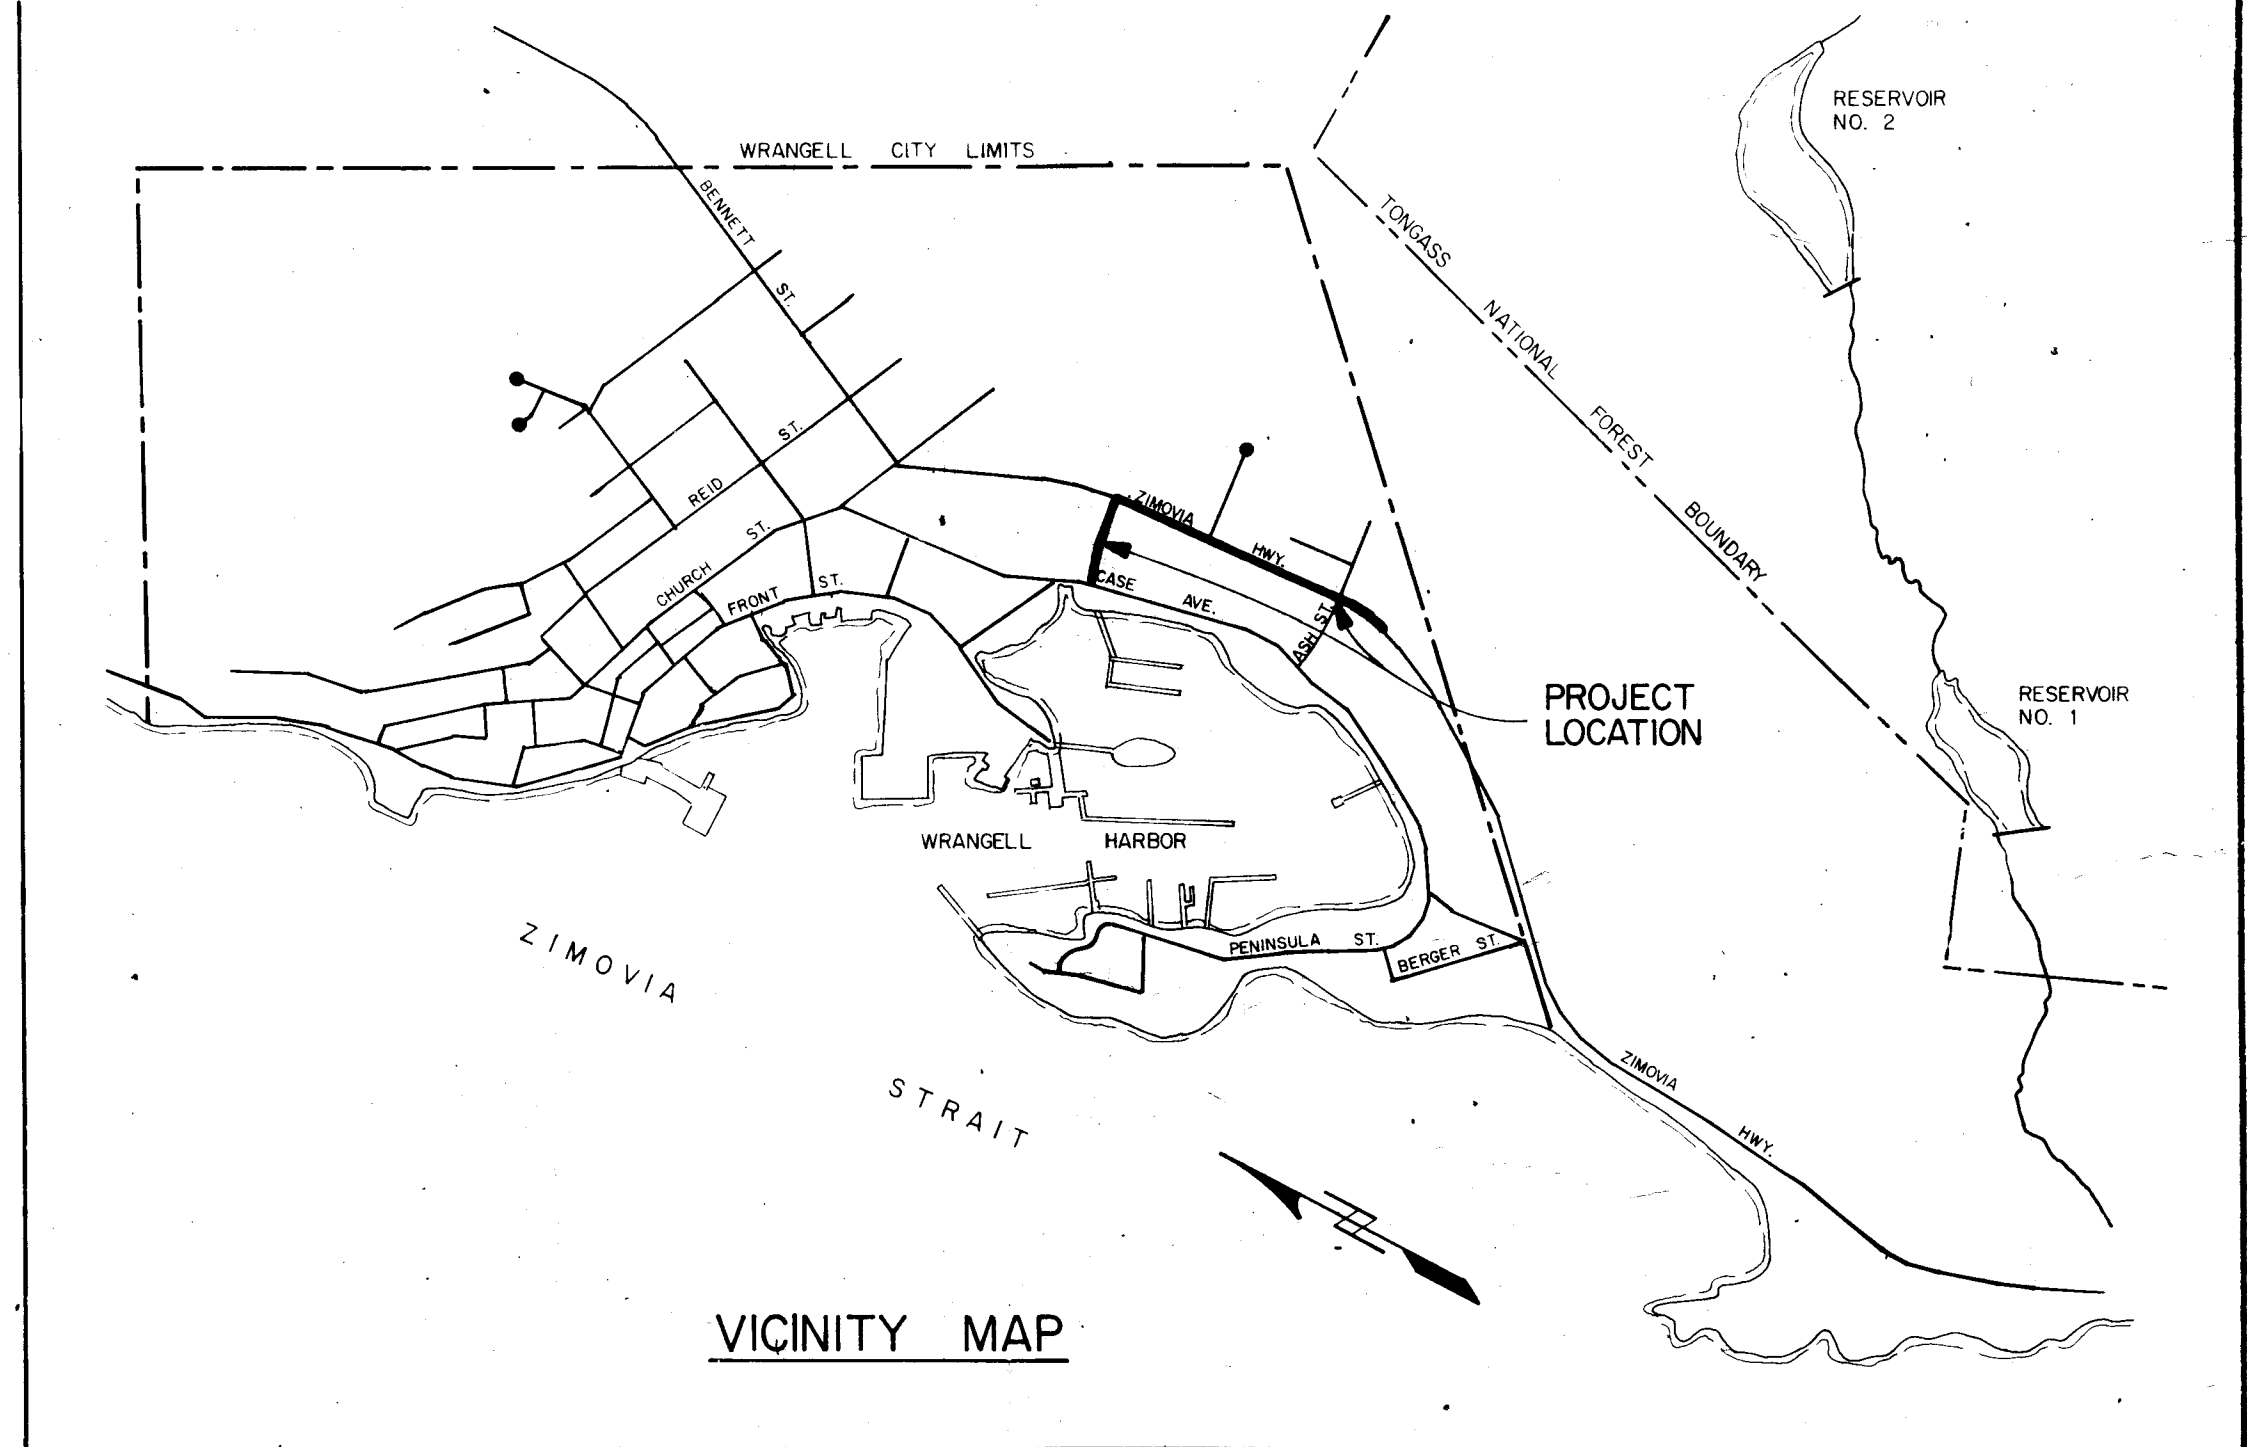 RESERVOIR
NO. 2
WRANGELL CITY LIMITS
BENNETT ST.
TONGASS NATIONAL FOREST BOUNDARY
REID ST.
ZIMOVIA HWY.
CHURCH ST.
FRONT ST.
CASE AVE.
ASH ST.
PROJECT
LOCATION
RESERVOIR
NO. 1
WRANGELL HARBOR
PENINSULA ST.
BERGER ST.
ZIMOVIA STRAIT
ZIMOVIA HWY.
VICINITY MAP